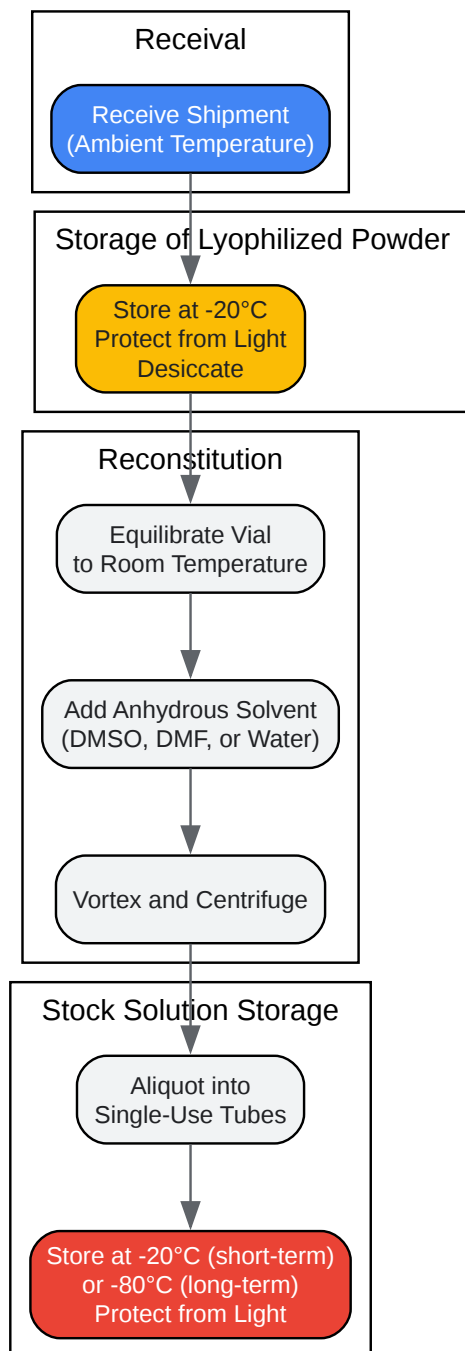 Receival
Receive Shipment
(Ambient Temperature)
Storage of Lyophilized Powder
Store at -20°C
Protect from Light
Desiccate
Reconstitution
Equilibrate Vial
to Room Temperature
Add Anhydrous Solvent
(DMSO, DMF, or Water)
Vortex and Centrifuge
Stock Solution Storage
Aliquot into
Single-Use Tubes
Store at -20°C (short-term)
or -80°C (long-term)
Protect from Light